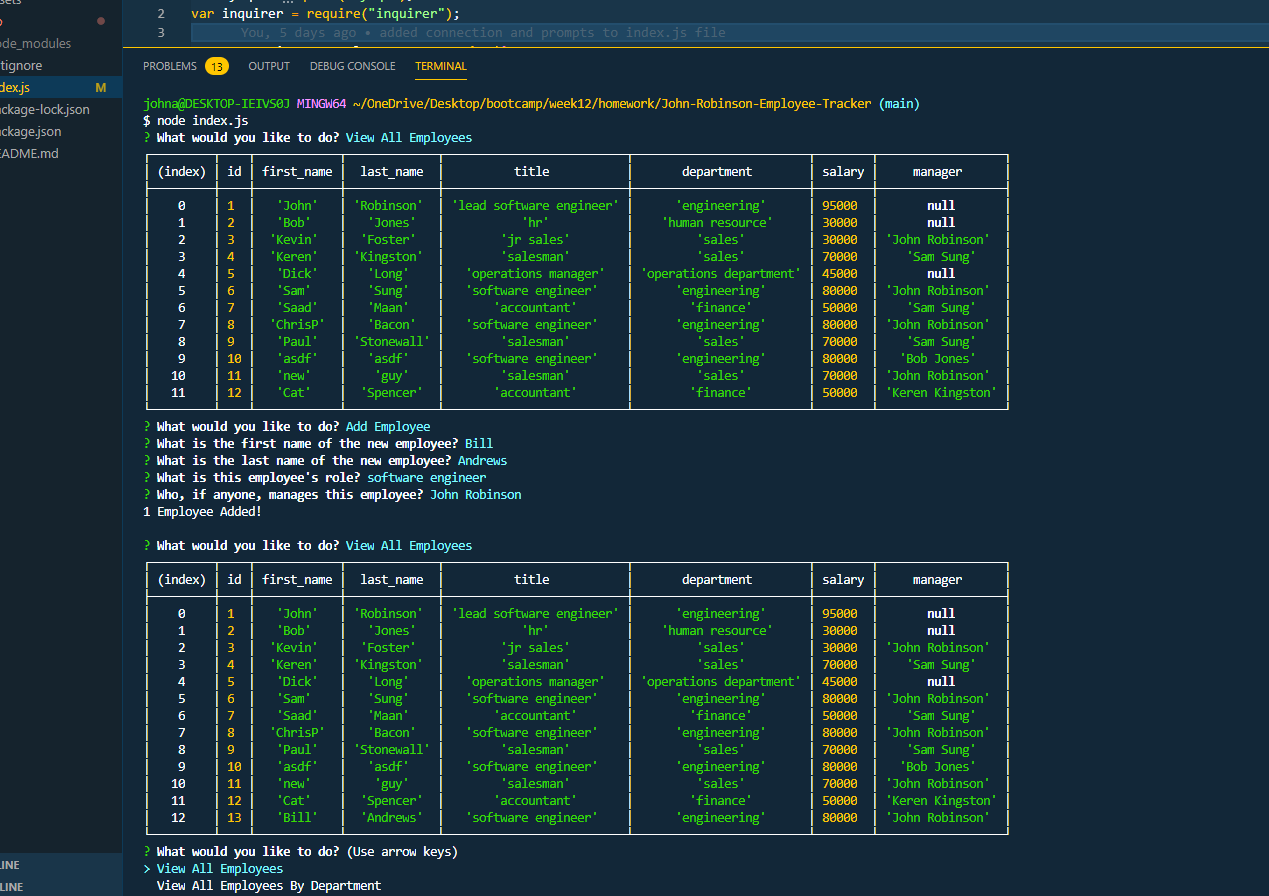 2 var inquirer = require("inquirer");
3 You, 5 days ago • added connection and prompts to index.js file
ode_modules
tignore
dex.js M
ckage-lock.json
ckage.json
EADME.md
PROBLEMS 13 OUTPUT DEBUG CONSOLE TERMINAL
johna@DESKTOP-IEIVS0J MINGW64 ~/OneDrive/Desktop/bootcamp/week12/homework/John-Robinson-Employee-Tracker (main)
$ node index.js
? What would you like to do? View All Employees
(index) id first_name last_name title department salary manager
0 1 'John' 'Robinson' 'lead software engineer' 'engineering' 95000 null
1 2 'Bob' 'Jones' 'hr' 'human resource' 30000 null
2 3 'Kevin' 'Foster' 'jr sales' 'sales' 30000 'John Robinson'
3 4 'Keren' 'Kingston' 'salesman' 'sales' 70000 'Sam Sung'
4 5 'Dick' 'Long' 'operations manager' 'operations department' 45000 null
5 6 'Sam' 'Sung' 'software engineer' 'engineering' 80000 'John Robinson'
6 7 'Saad' 'Maan' 'accountant' 'finance' 50000 'Sam Sung'
7 8 'ChrisP' 'Bacon' 'software engineer' 'engineering' 80000 'John Robinson'
8 9 'Paul' 'Stonewall' 'salesman' 'sales' 70000 'Sam Sung'
9 10 'asdf' 'asdf' 'software engineer' 'engineering' 80000 'Bob Jones'
10 11 'new' 'guy' 'salesman' 'sales' 70000 'John Robinson'
11 12 'Cat' 'Spencer' 'accountant' 'finance' 50000 'Keren Kingston'
? What would you like to do? Add Employee
? What is the first name of the new employee? Bill
? What is the last name of the new employee? Andrews
? What is this employee's role? software engineer
? Who, if anyone, manages this employee? John Robinson
1 Employee Added!
? What would you like to do? View All Employees
(index) id first_name last_name title department salary manager
0 1 'John' 'Robinson' 'lead software engineer' 'engineering' 95000 null
1 2 'Bob' 'Jones' 'hr' 'human resource' 30000 null
2 3 'Kevin' 'Foster' 'jr sales' 'sales' 30000 'John Robinson'
3 4 'Keren' 'Kingston' 'salesman' 'sales' 70000 'Sam Sung'
4 5 'Dick' 'Long' 'operations manager' 'operations department' 45000 null
5 6 'Sam' 'Sung' 'software engineer' 'engineering' 80000 'John Robinson'
6 7 'Saad' 'Maan' 'accountant' 'finance' 50000 'Sam Sung'
7 8 'ChrisP' 'Bacon' 'software engineer' 'engineering' 80000 'John Robinson'
8 9 'Paul' 'Stonewall' 'salesman' 'sales' 70000 'Sam Sung'
9 10 'asdf' 'asdf' 'software engineer' 'engineering' 80000 'Bob Jones'
10 11 'new' 'guy' 'salesman' 'sales' 70000 'John Robinson'
11 12 'Cat' 'Spencer' 'accountant' 'finance' 50000 'Keren Kingston'
12 13 'Bill' 'Andrews' 'software engineer' 'engineering' 80000 'John Robinson'
? What would you like to do? (Use arrow keys)
> View All Employees
View All Employees By Department
LINE
LINE